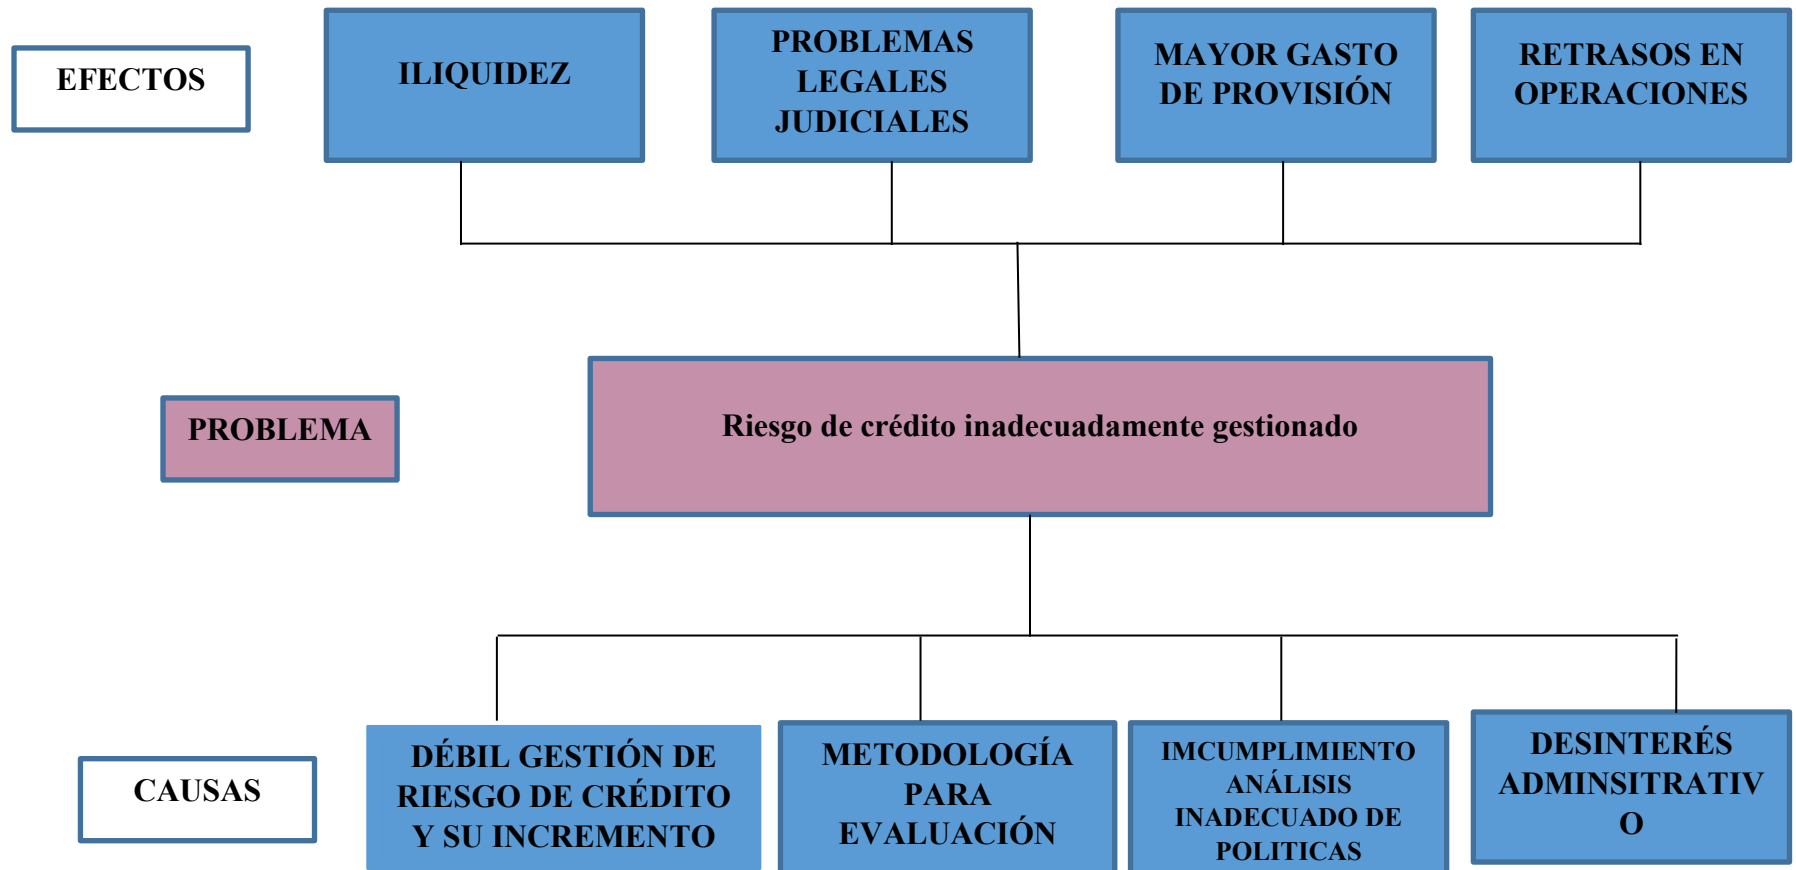 EFECTOS
ILIQUIDEZ
PROBLEMAS
LEGALES
JUDICIALES
MAYOR GASTO
DE PROVISIÓN
RETRASOS EN
OPERACIONES
PROBLEMA
Riesgo de crédito inadecuadamente gestionado
CAUSAS
DÉBIL GESTIÓN DE
RIESGO DE CRÉDITO
Y SU INCREMENTO
METODOLOGÍA
PARA
EVALUACIÓN
IMCUMPLIMIENTO
ANÁLISIS
INADECUADO DE
POLITICAS
DESINTERÉS
ADMINSITRATIV
O